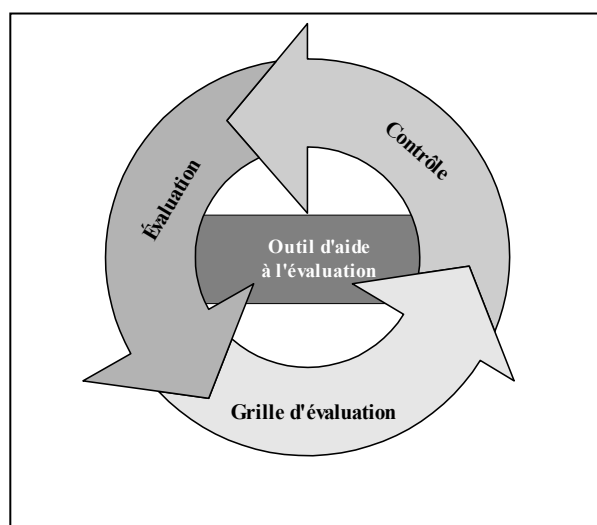 Contrôle
Évaluation
Outil d'aide
à l'évaluation
Grille d'évaluation